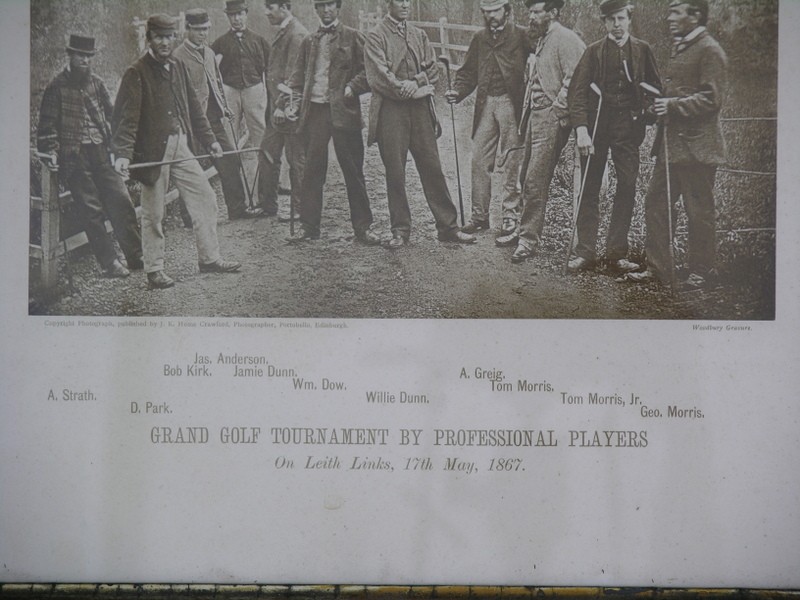 Copyright Photograph, published by J. K. Hume Crawford, Photographer, Portobello, Edinburgh.
Westbury Gravure.
Jas. Anderson.
A. Greig.
Bob Kirk. Jamie Dunn.
Wm. Dow.
Tom Morris.
A. Strath.
Willie Dunn.
Tom Morris, Jr.
D. Park.
Geo. Morris.
GRAND GOLF TOURNAMENT BY PROFESSIONAL PLAYERS
On Leith Links, 17th May, 1867.